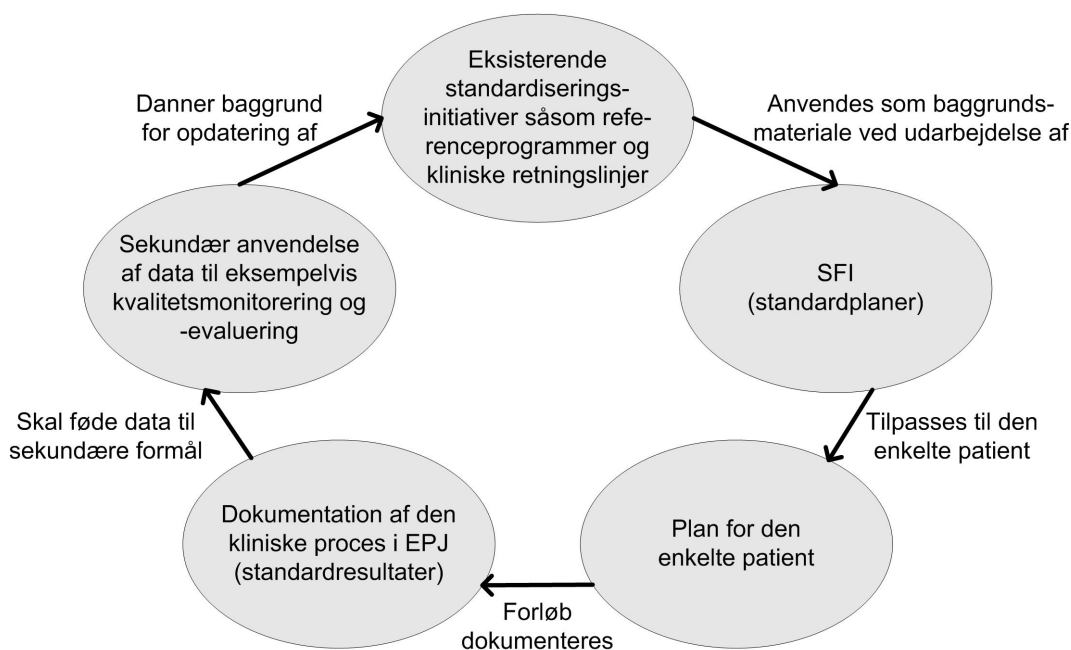 Eksisterende
standardiserings-
initiativer såsom refe-
renceprogrammer og
kliniske retningslinjer
Anvendes som baggrunds-
materiale ved udarbejdelse af
SFI
(standardplaner)
Tilpasses til den
enkelte patient
Plan for den
enkelte patient
Forløb
dokumenteres
Dokumentation af den
kliniske proces i EPJ
(standardresultater)
Skal føde data til
sekundære formål
Sekundær anvendelse
af data til eksempelvis
kvalitetsmonitorering og
-evaluering
Danner baggrund
for opdatering af